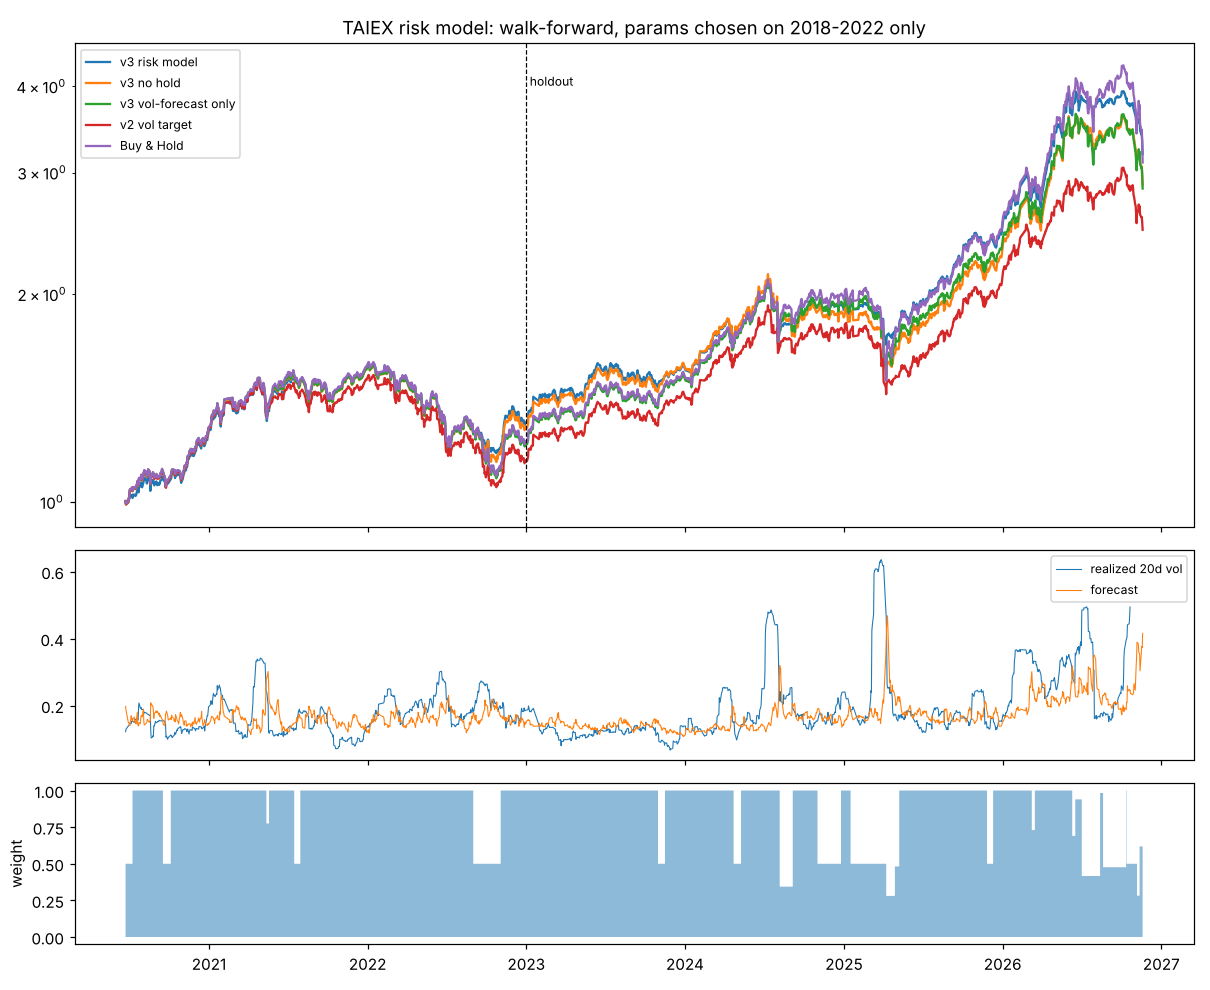 TAIEX risk model: walk-forward, params chosen on 2018-2022 only
v3 risk model
v3 no hold
v3 vol-forecast only
v2 vol target
Buy & Hold
holdout
4 × 10⁰
3 × 10⁰
2 × 10⁰
10⁰
realized 20d vol
forecast
0.6
0.4
0.2
weight
1.00
0.75
0.50
0.25
0.00
2021 2022 2023 2024 2025 2026 2027